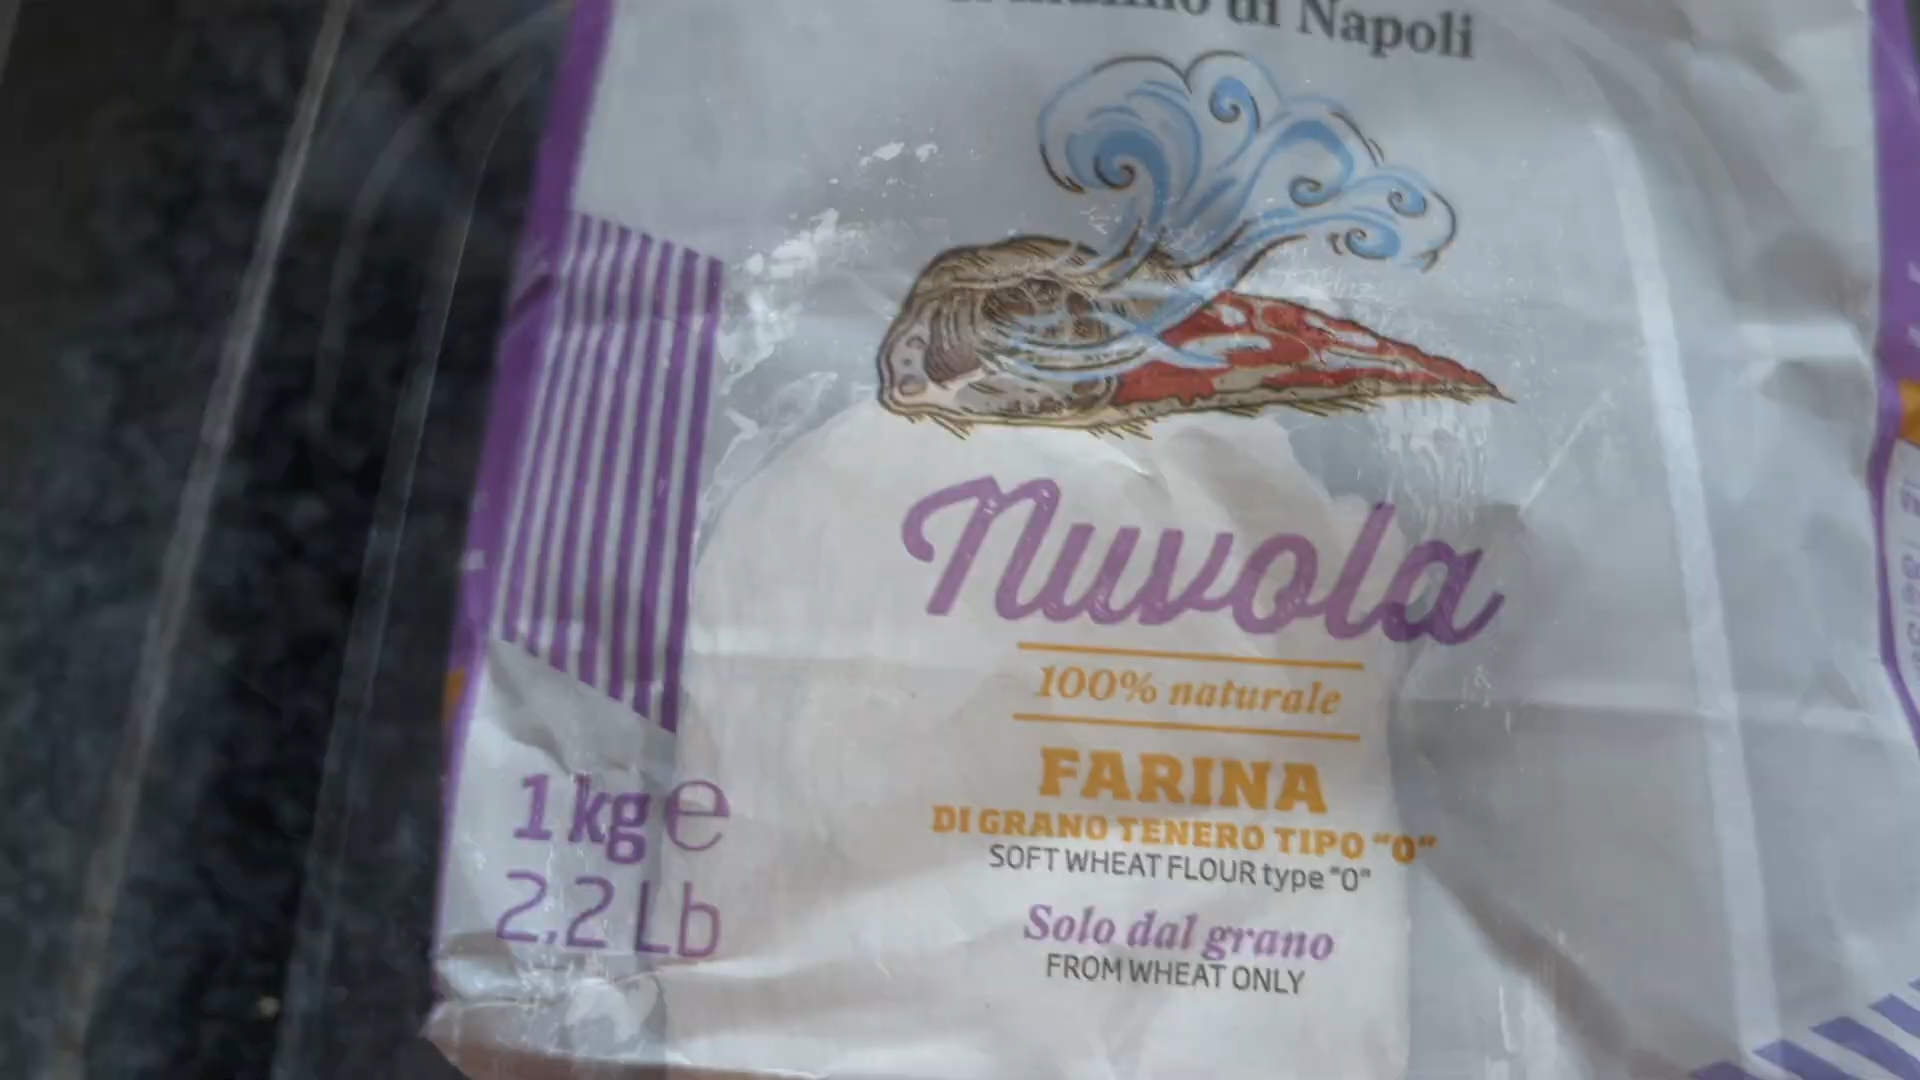 di Napoli
Nuvola
100% naturale
FARINA
DI GRANO TENERO TIPO "0"
SOFT WHEAT FLOUR type "0"
Solo dal grano
FROM WHEAT ONLY
1 kg e
2,2 Lb